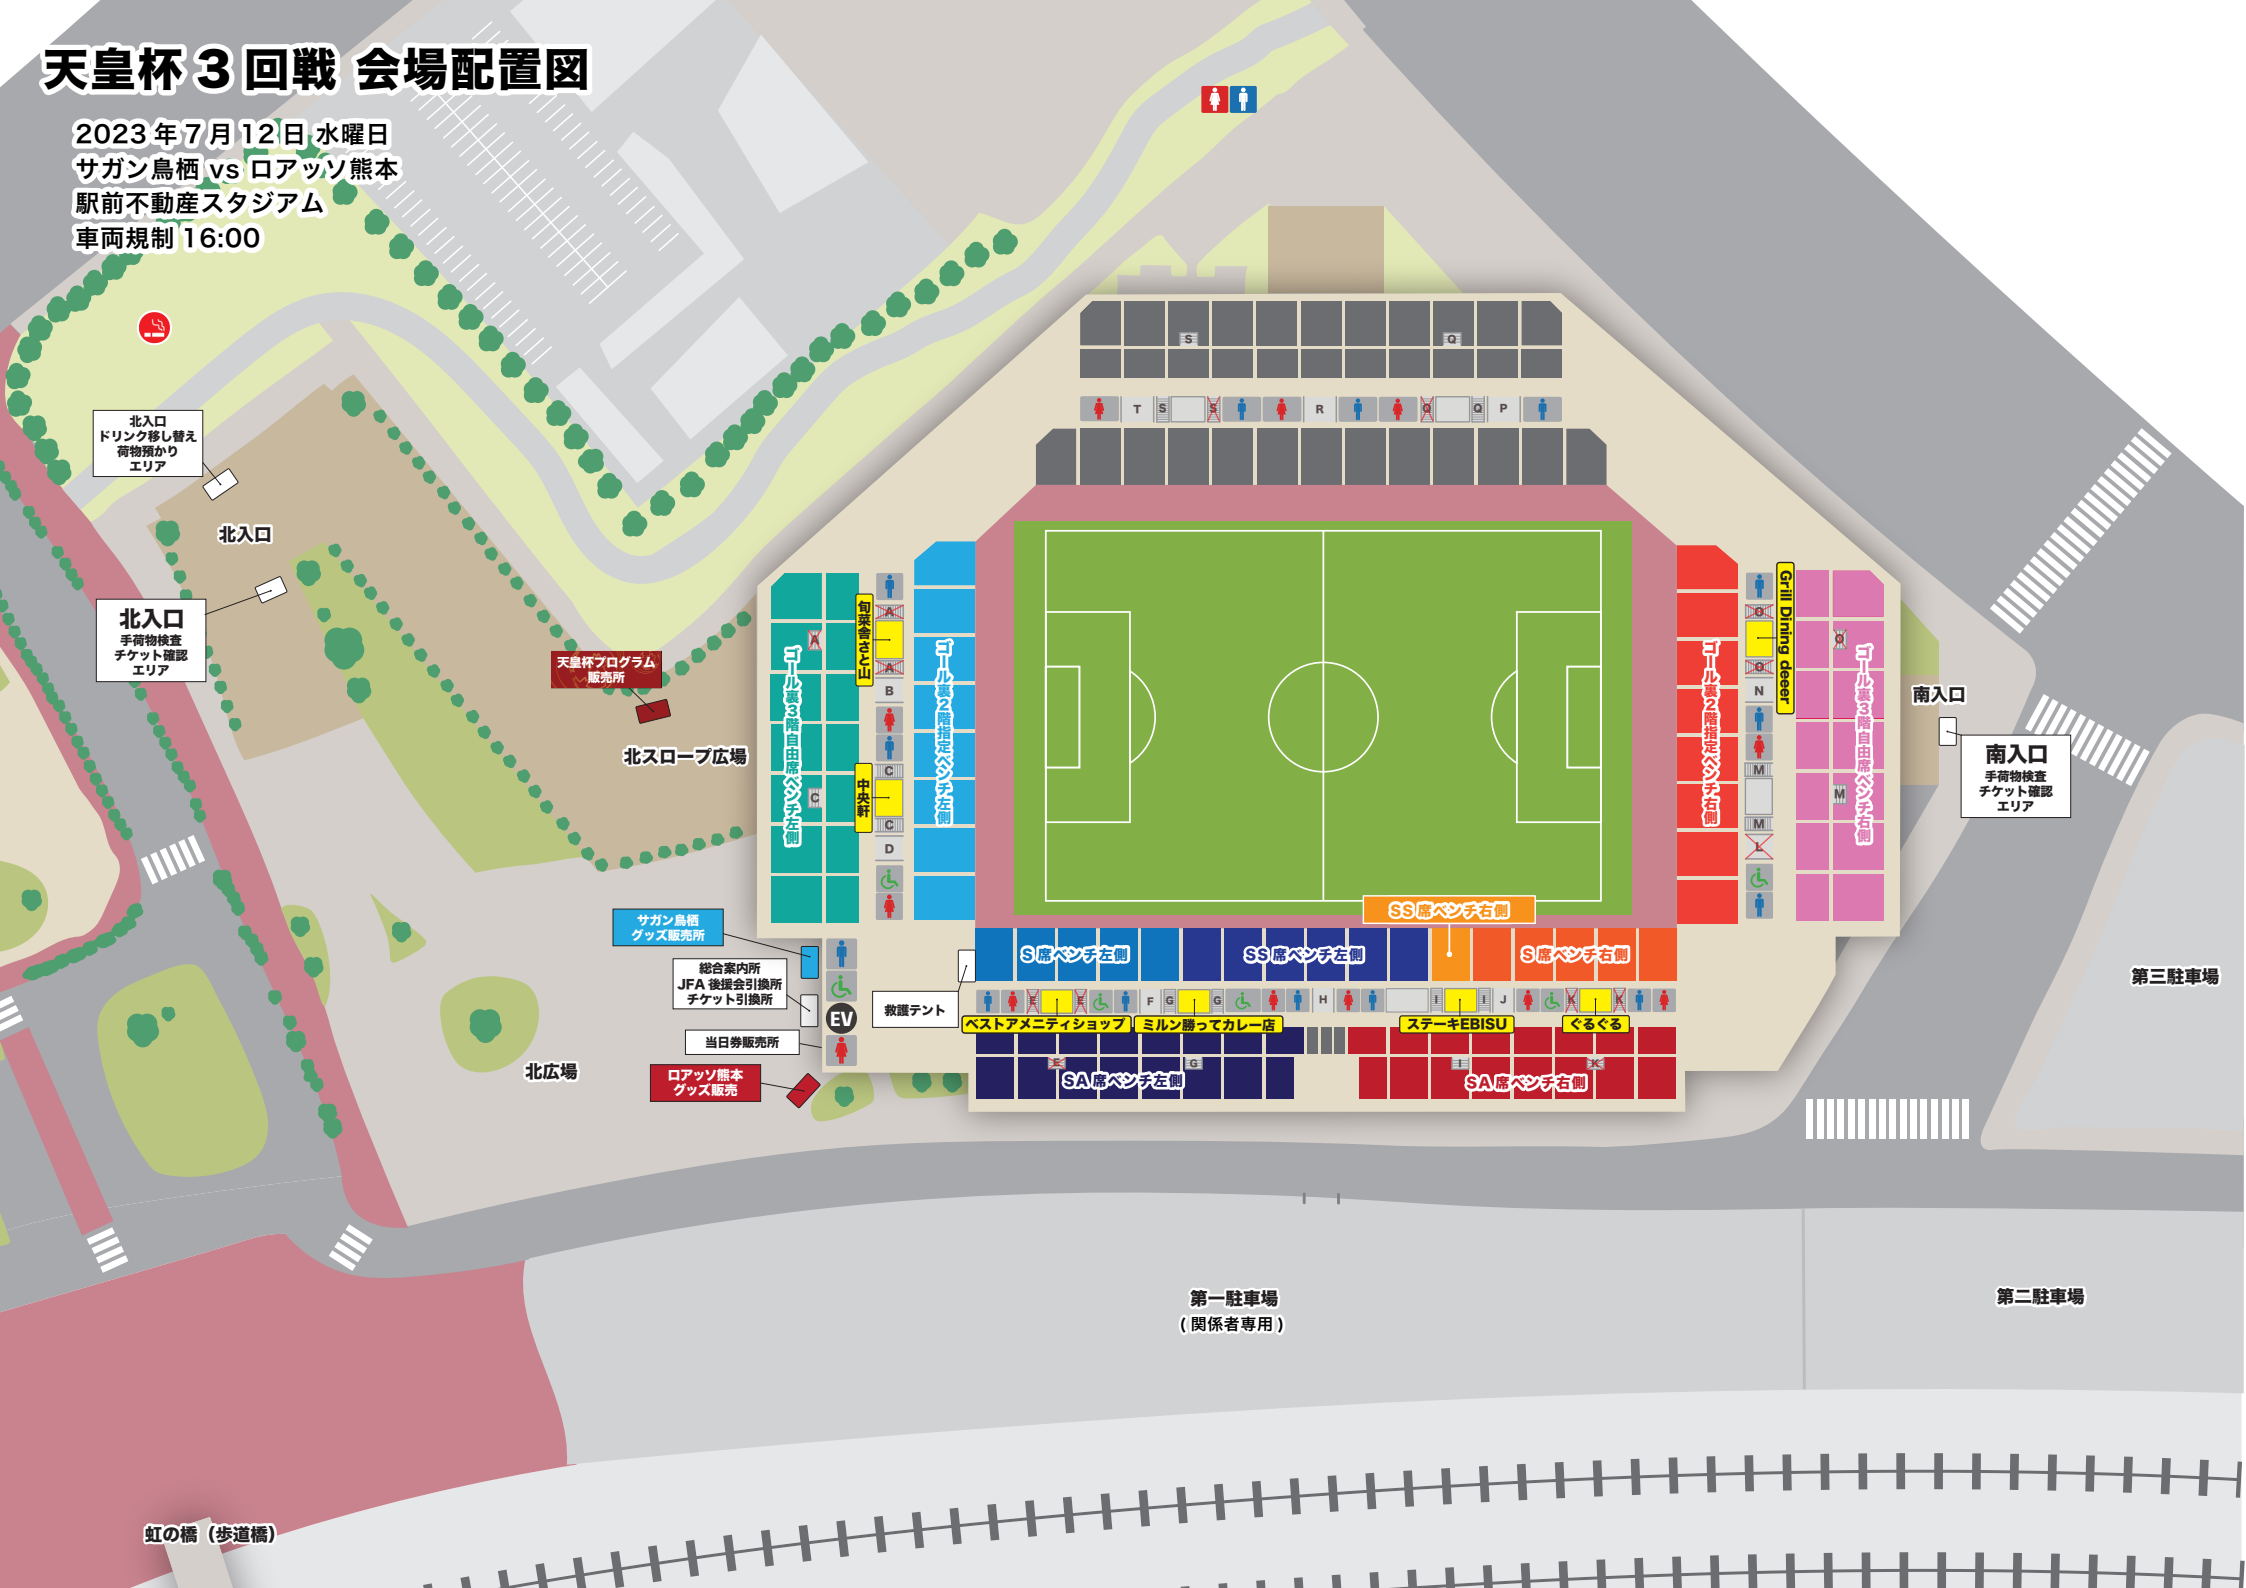 天皇杯３回戦 会場配置図
2023年7月12日 水曜日
サガン鳥栖 vs ロアッソ熊本
駅前不動産スタジアム
車両規制 16:00
北入口
ドリンク移し替え
荷物預かり
エリア
北入口
北入口
手荷物検査
チケット確認
エリア
天皇杯プログラム
販売所
北スロープ広場
サガン鳥栖
グッズ販売所
総合案内所
JFA 後援会引換所
チケット引換所
当日券販売所
ロアッソ熊本
グッズ販売
北広場
EV
救護テント
S
Q
T
S
S
R
Q
Q
P
ゴール裏3階自由席ベンチ左側
A
C
旬菜舎さと山
中央軒
A
A
B
C
C
D
ゴール裏2階指定ベンチ左側
ゴール裏2階指定ベンチ右側
O
O
N
M
M
L
Grill Dining deeer
O
M
ゴール裏3階自由席ベンチ右側
南入口
南入口
手荷物検査
チケット確認
エリア
SS 席ベンチ右側
S 席ベンチ左側
SS 席ベンチ左側
S 席ベンチ右側
E
E
F
G
G
H
I
I
J
K
K
ベストアメニティショップ
ミルン勝ってカレー店
ステーキEBISU
ぐるぐる
E
G
I
K
SA 席ベンチ左側
SA 席ベンチ右側
第三駐車場
第一駐車場
( 関係者専用 )
第二駐車場
虹の橋（歩道橋）